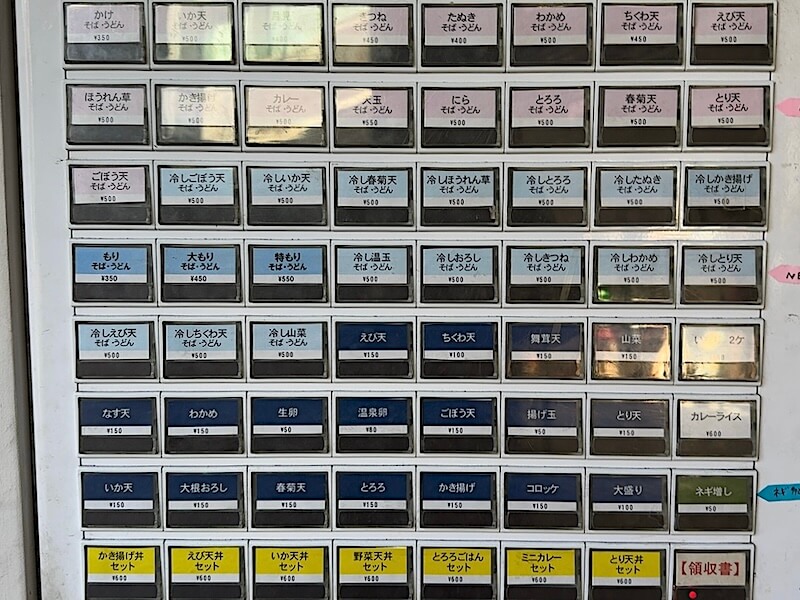 かけ
そば・うどん
¥350
いか天
そば・うどん
¥500
そば・うどん
きつね
そば・うどん
¥450
たぬき
そば・うどん
¥400
わかめ
そば・うどん
¥500
ちくわ天
そば・うどん
¥450
えび天
そば・うどん
¥500
ほうれん草
そば・うどん
¥500
かき揚げ
そば・うどん
カレー
そば・うどん
¥500
天玉
そば・うどん
¥550
にら
そば・うどん
¥500
とろろ
そば・うどん
¥500
春菊天
そば・うどん
¥500
とり天
そば・うどん
¥500
ごぼう天
そば・うどん
¥500
冷しごぼう天
そば・うどん
¥500
冷しいか天
そば・うどん
¥500
冷し春菊天
そば・うどん
¥500
冷しほうれん草
そば・うどん
¥500
冷しとろろ
そば・うどん
¥500
冷したぬき
そば・うどん
¥500
冷しかき揚げ
そば・うどん
¥500
もり
そば・うどん
¥350
大もり
そば・うどん
¥450
特もり
そば・うどん
¥550
冷し温玉
そば・うどん
¥500
冷しおろし
そば・うどん
¥500
冷しきつね
そば・うどん
¥500
冷しわかめ
そば・うどん
¥500
冷しとり天
そば・うどん
¥500
冷しえび天
そば・うどん
¥500
冷しちくわ天
そば・うどん
¥500
冷し山菜
そば・うどん
¥500
えび天
¥150
ちくわ天
¥100
舞茸天
¥150
山菜
¥150
2ケ
なす天
¥150
わかめ
¥150
生卵
¥50
温泉卵
¥80
ごぼう天
¥150
揚げ玉
¥50
とり天
¥150
カレーライス
¥600
いか天
¥150
大根おろし
¥150
春菊天
¥150
とろろ
¥150
かき揚げ
¥150
コロッケ
¥150
大盛り
¥100
ネギ増し
¥50
かき揚げ丼
セット
¥600
えび天丼
セット
¥600
いか天丼
セット
¥600
野菜天丼
セット
¥600
とろろごはん
セット
¥600
ミニカレー
セット
¥600
とり天丼
セット
¥600
【領収書】